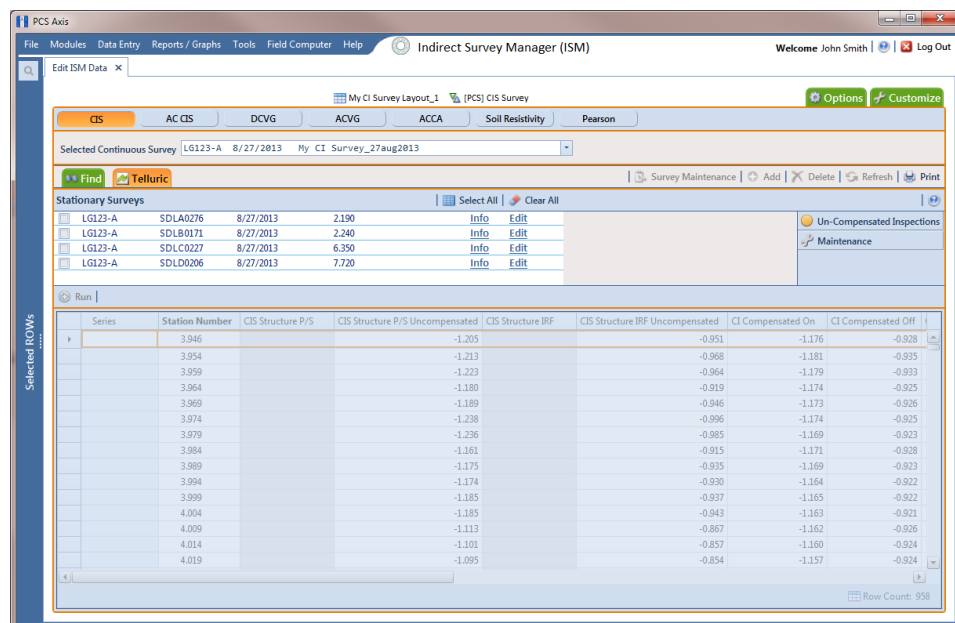 PCS Axis
File Modules Data Entry Reports / Graphs Tools Field Computer Help Indirect Survey Manager (ISM) Welcome John Smith | | Log Out
Edit ISM Data ×
My CI Survey Layout_1 [PCS] CIS Survey Options Customize
CIS AC CIS DCVG ACVG ACCA Soil Resistivity Pearson
Selected Continuous Survey LG123-A 8/27/2013 My CI Survey_27aug2013
Find Telluric | Survey Maintenance | Add | Delete | Refresh | Print
Stationary Surveys | Select All | Clear All |
LG123-A SDLA0276 8/27/2013 2.190 Info Edit
LG123-A SDLB0171 8/27/2013 2.240 Info Edit
LG123-A SDLC0227 8/27/2013 6.350 Info Edit
LG123-A SDLD0206 8/27/2013 7.720 Info Edit
Un-Compensated Inspections
Maintenance
Run |
Selected ROWs
Series Station Number CIS Structure P/S CIS Structure P/S Uncompensated CIS Structure IRF CIS Structure IRF Uncompensated CI Compensated On CI Compensated Off
3.946 -1.205 -0.951 -1.176 -0.928
3.954 -1.213 -0.968 -1.181 -0.935
3.959 -1.223 -0.964 -1.179 -0.933
3.964 -1.180 -0.919 -1.174 -0.925
3.969 -1.189 -0.946 -1.173 -0.926
3.974 -1.238 -0.996 -1.174 -0.925
3.979 -1.236 -0.985 -1.169 -0.923
3.984 -1.161 -0.915 -1.171 -0.928
3.989 -1.175 -0.935 -1.169 -0.923
3.994 -1.174 -0.930 -1.164 -0.922
3.999 -1.185 -0.937 -1.165 -0.922
4.004 -1.185 -0.943 -1.163 -0.921
4.009 -1.113 -0.867 -1.162 -0.926
4.014 -1.101 -0.857 -1.160 -0.924
4.019 -1.095 -0.854 -1.157 -0.924
Row Count: 958